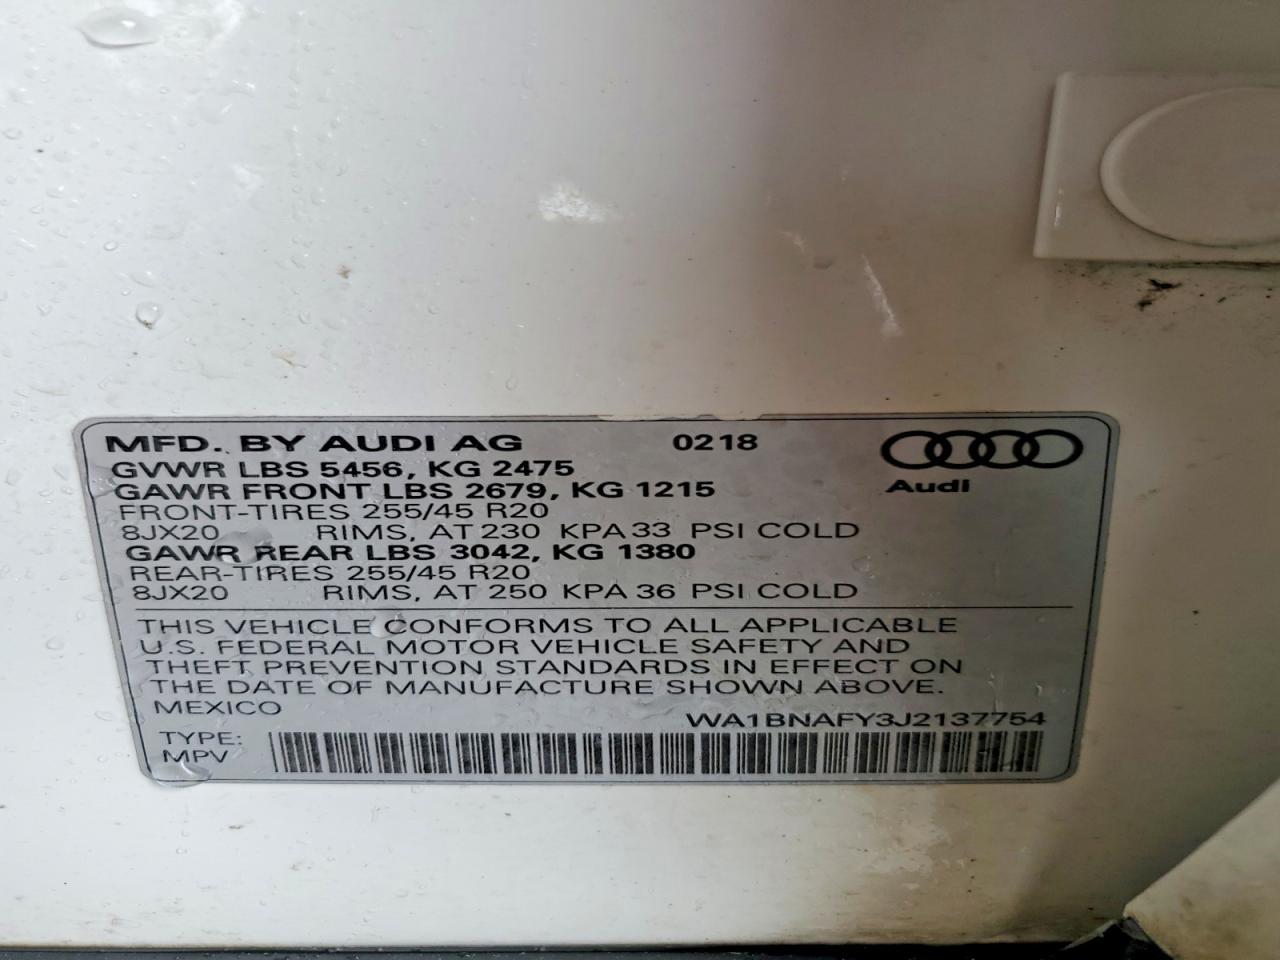 MFD. BY AUDI AG 0218
GVWR LBS 5456, KG 2475
GAWR FRONT LBS 2679, KG 1215
Audi
FRONT-TIRES 255/45 R20
8JX20 RIMS, AT 230 KPA 33 PSI COLD
GAWR REAR LBS 3042, KG 1380
REAR-TIRES 255/45 R20
8JX20 RIMS, AT 250 KPA 36 PSI COLD
THIS VEHICLE CONFORMS TO ALL APPLICABLE
U.S. FEDERAL MOTOR VEHICLE SAFETY AND
THEFT PREVENTION STANDARDS IN EFFECT ON
THE DATE OF MANUFACTURE SHOWN ABOVE.
MEXICO
WA1BNAFY3J2137754
TYPE:
MPV